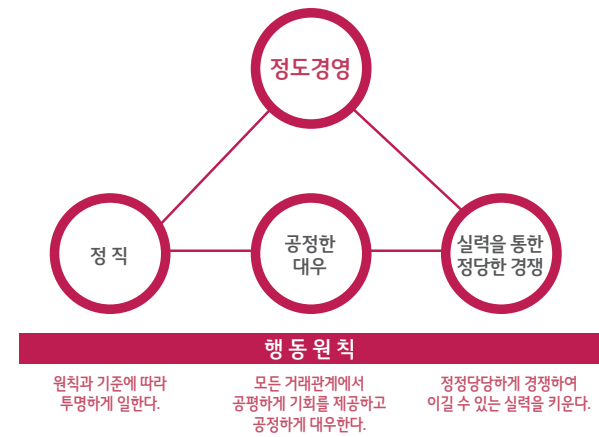 정도경영
정 직
공정한
대우
실력을 통한
정당한 경쟁
행동원칙
원칙과 기준에 따라
투명하게 일한다.
모든 거래관계에서
공평하게 기회를 제공하고
공정하게 대우한다.
정정당당하게 경쟁하여
이길 수 있는 실력을 키운다.